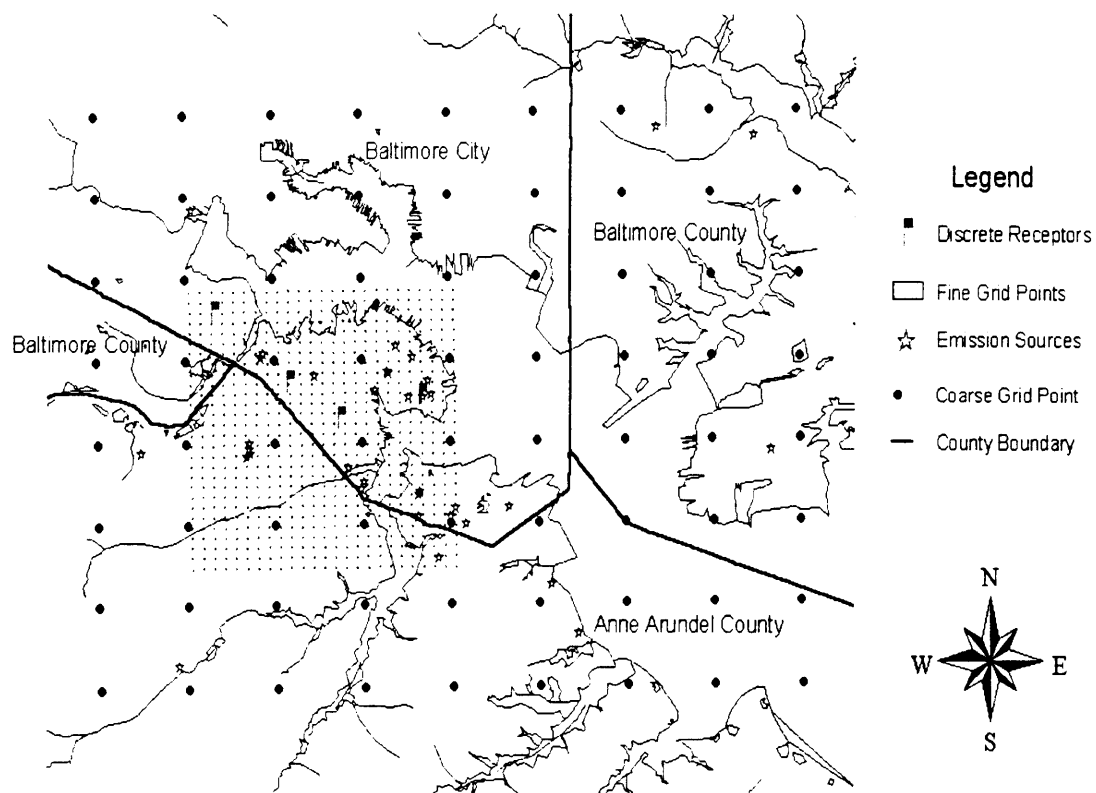 Baltimore City
Baltimore County
Baltimore County
Anne Arundel County
Legend
Discrete Receptors
Fine Grid Points
Emission Sources
Coarse Grid Point
County Boundary
N
W
E
S